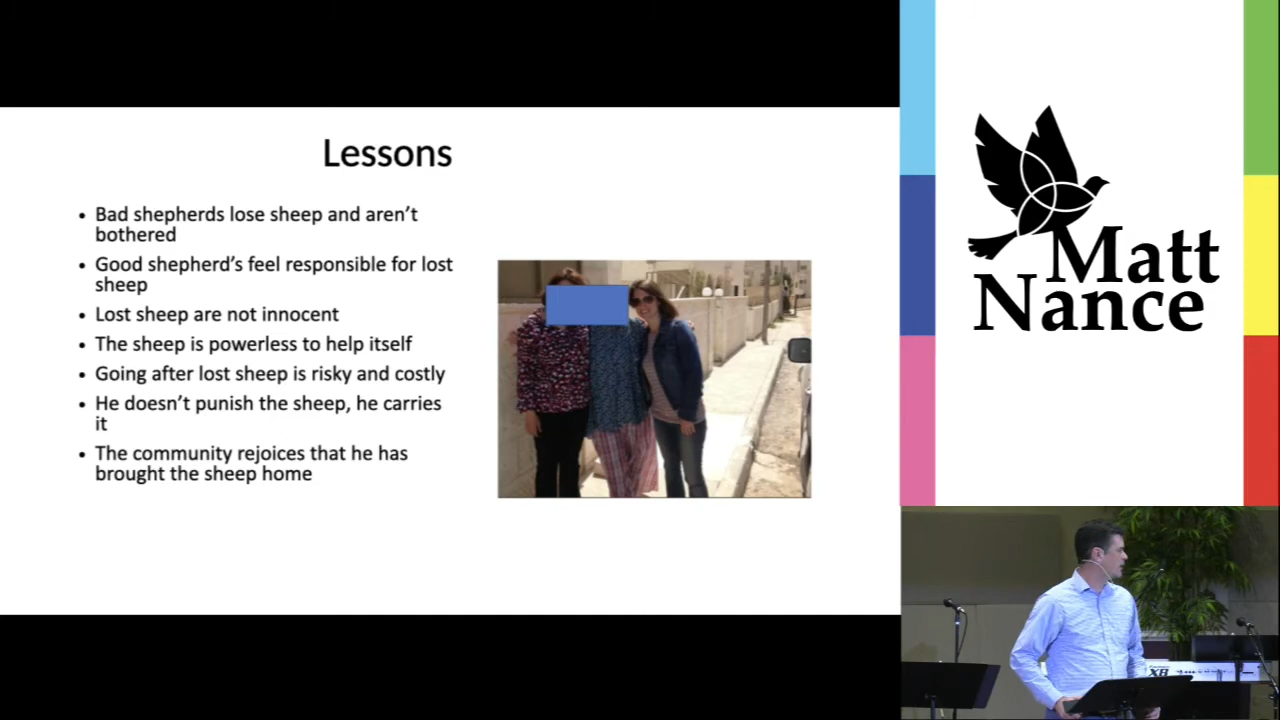 Lessons
• Bad shepherds lose sheep and aren’t
bothered
• Good shepherd’s feel responsible for lost
sheep
• Lost sheep are not innocent
• The sheep is powerless to help itself
• Going after lost sheep is risky and costly
• He doesn’t punish the sheep, he carries
it
• The community rejoices that he has
brought the sheep home
Matt
Nance
X8